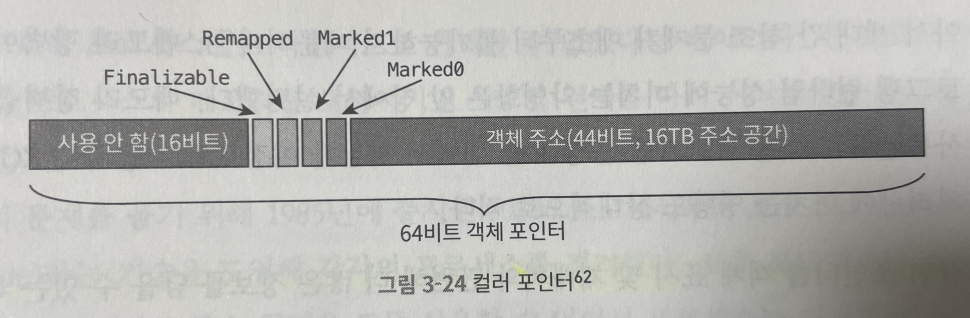 Remapped Marked1
Finalizable Marked0
사용 안 함(16비트) 객체 주소(44비트, 16TB 주소 공간)
64비트 객체 포인터
그림 3-24 컬러 포인터62